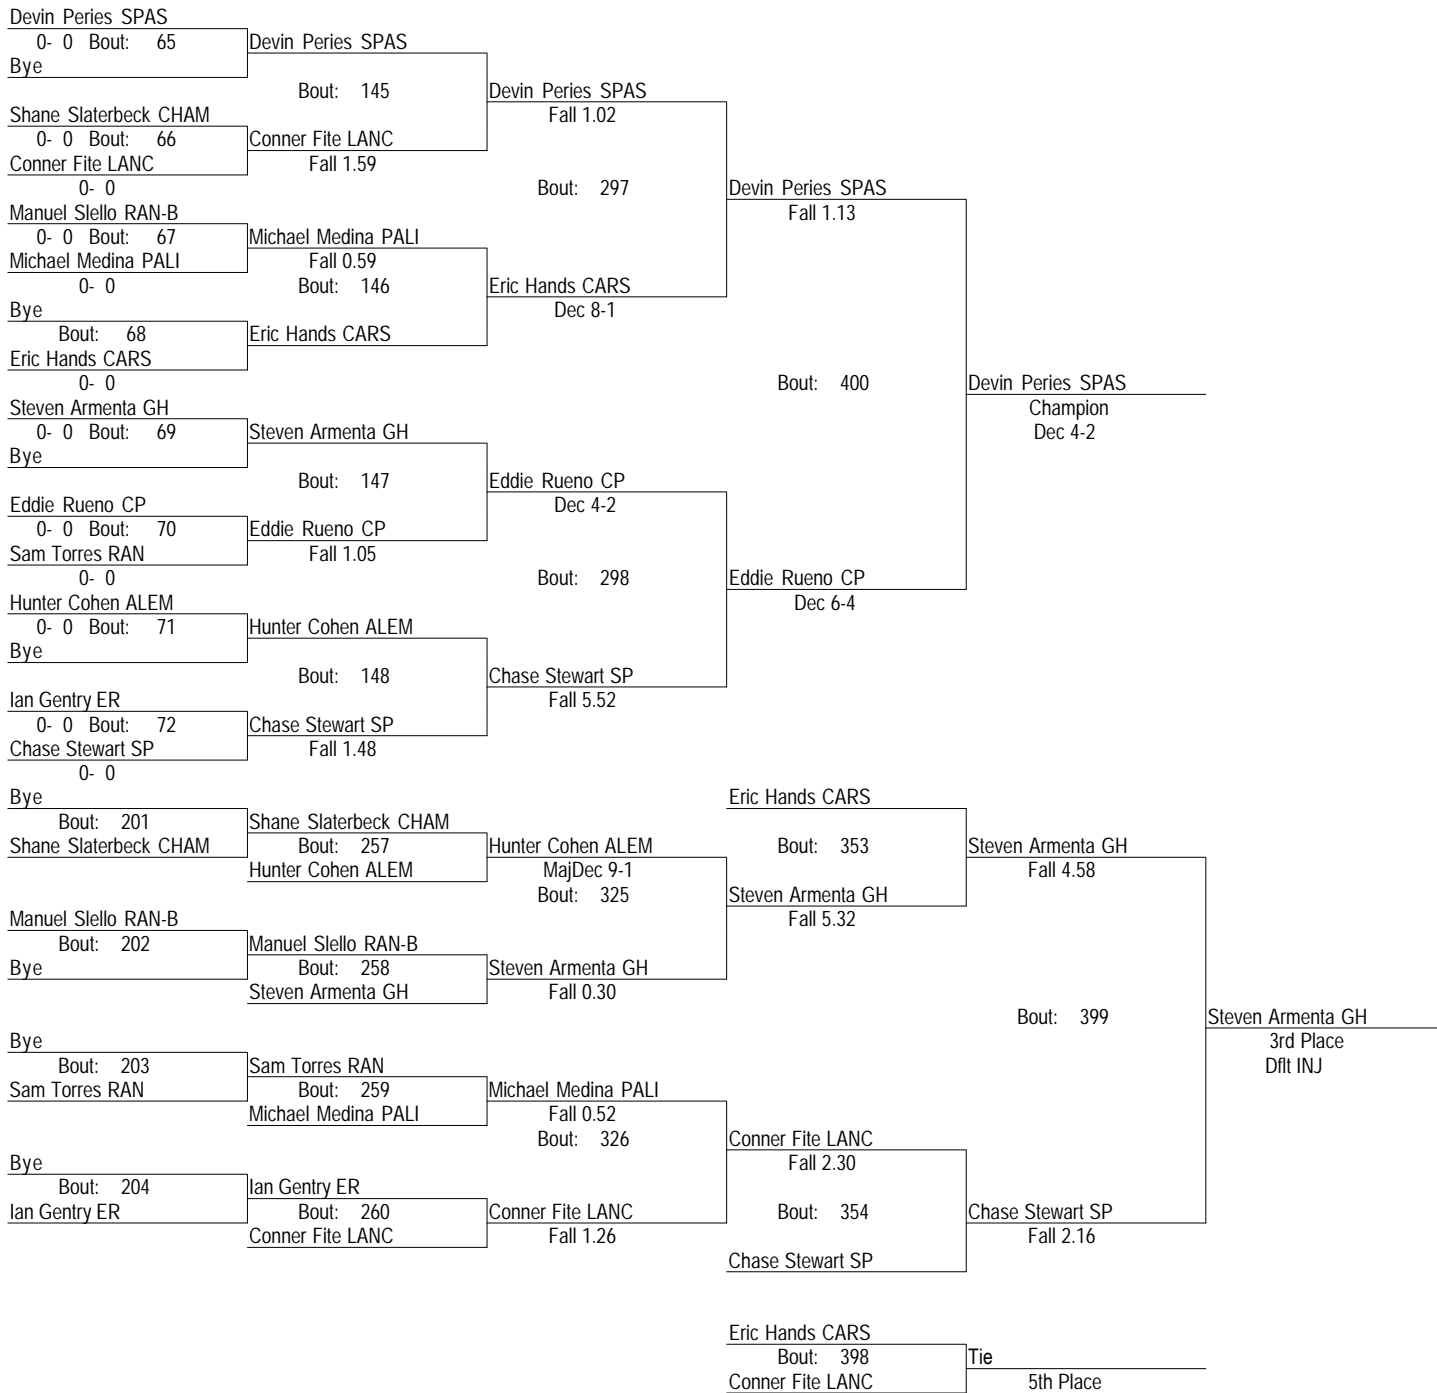 Devin Peries SPAS
0- 0 Bout: 65 Devin Peries SPAS
Bye
Bout: 145 Devin Peries SPAS
Shane Slaterbeck CHAM Fall 1.02
0- 0 Bout: 66 Conner Fite LANC
Conner Fite LANC Fall 1.59
0- 0 Bout: 297 Devin Peries SPAS
Manuel Slello RAN-B Fall 1.13
0- 0 Bout: 67 Michael Medina PALI
Michael Medina PALI Fall 0.59
0- 0 Bout: 146 Eric Hands CARS
Bye Dec 8-1
Bout: 68 Eric Hands CARS
Eric Hands CARS
0- 0 Bout: 400 Devin Peries SPAS
Steven Armenta GH Champion
0- 0 Bout: 69 Steven Armenta GH Dec 4-2
Bye
Bout: 147 Eddie Rueno CP
Eddie Rueno CP Dec 4-2
0- 0 Bout: 70 Eddie Rueno CP
Sam Torres RAN Fall 1.05
0- 0 Bout: 298 Eddie Rueno CP
Hunter Cohen ALEM Dec 6-4
0- 0 Bout: 71 Hunter Cohen ALEM
Bye
Bout: 148 Chase Stewart SP
Ian Gentry ER Fall 5.52
0- 0 Bout: 72 Chase Stewart SP
Chase Stewart SP Fall 1.48
0- 0
Bye Eric Hands CARS
Bout: 201 Shane Slaterbeck CHAM
Shane Slaterbeck CHAM Bout: 257 Hunter Cohen ALEM Bout: 353 Steven Armenta GH
Hunter Cohen ALEM MajDec 9-1 Fall 4.58
Bout: 325 Steven Armenta GH
Manuel Slello RAN-B Fall 5.32
Bout: 202 Manuel Slello RAN-B
Bye Bout: 258 Steven Armenta GH
Steven Armenta GH Fall 0.30
Bout: 399 Steven Armenta GH
Bye 3rd Place
Bout: 203 Sam Torres RAN Dflt INJ
Sam Torres RAN Bout: 259 Michael Medina PALI
Michael Medina PALI Fall 0.52
Bout: 326 Conner Fite LANC
Bye Fall 2.30
Bout: 204 Ian Gentry ER
Ian Gentry ER Bout: 260 Conner Fite LANC Bout: 354 Chase Stewart SP
Conner Fite LANC Fall 1.26 Fall 2.16
Chase Stewart SP
Eric Hands CARS
Bout: 398 Tie
Conner Fite LANC 5th Place